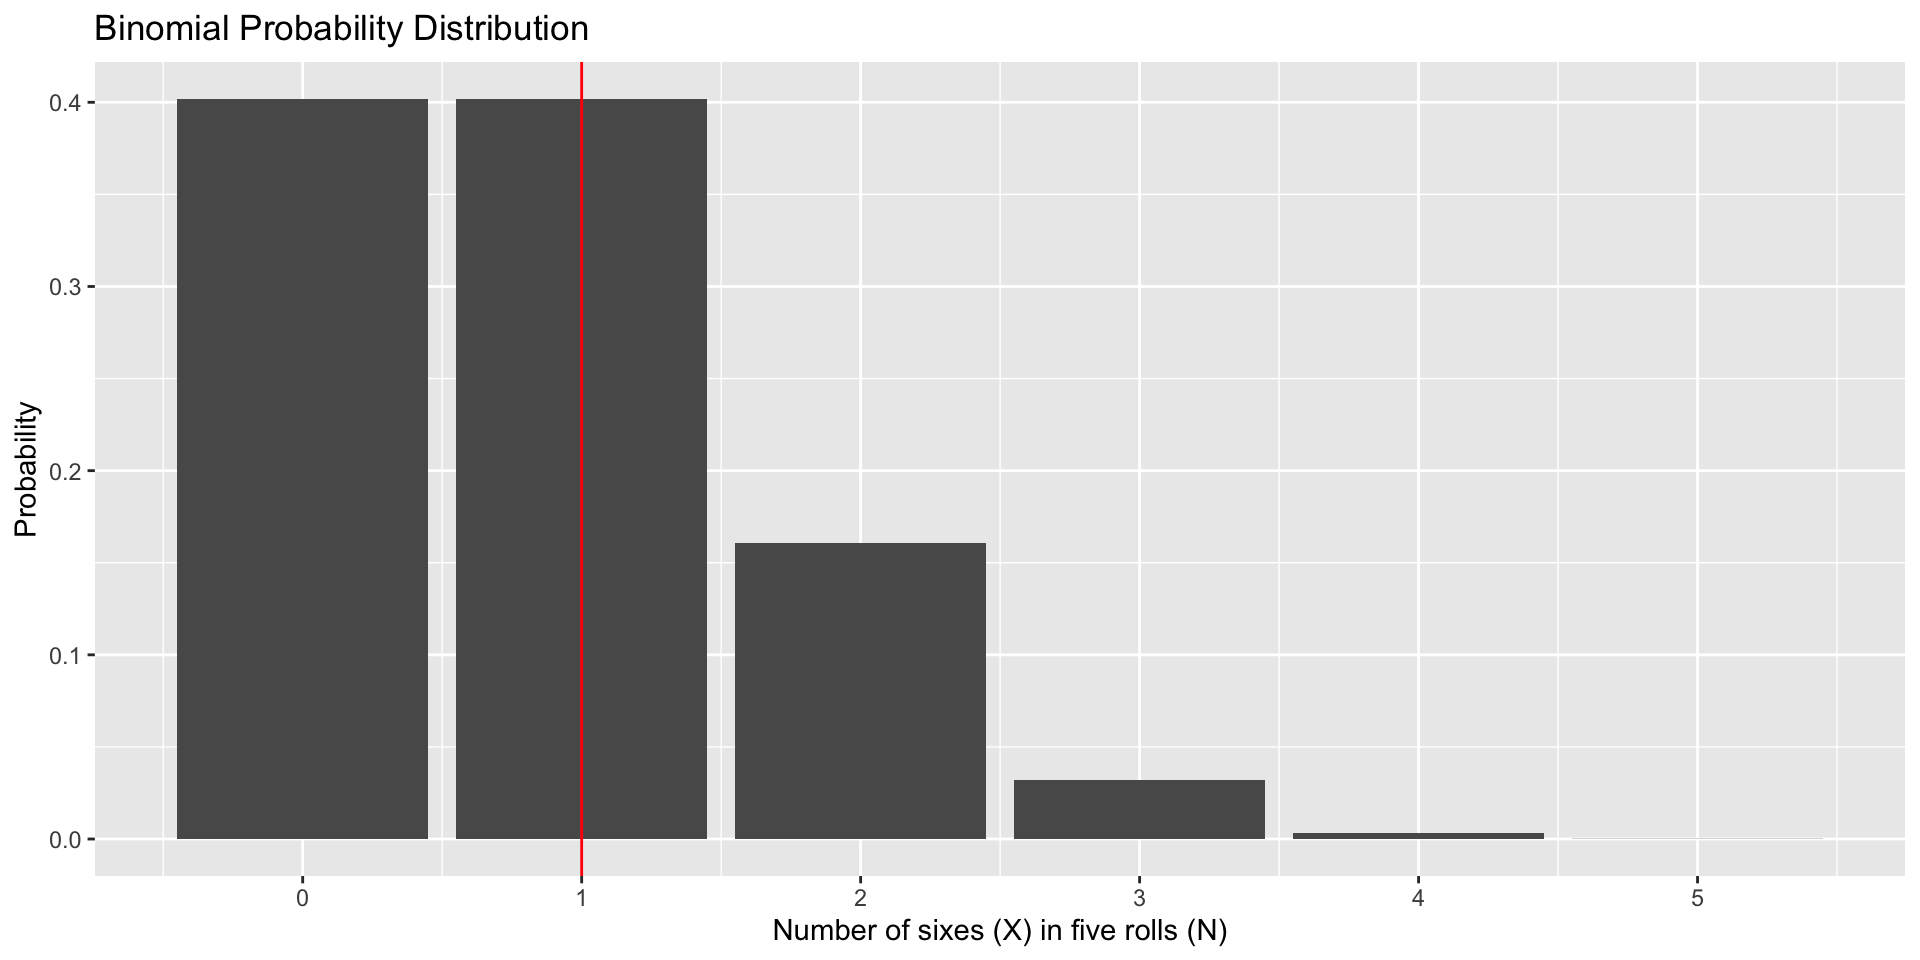 Binomial Probability Distribution
Probability
0.4
0.3
0.2
0.1
0.0
0 1 2 3 4 5
Number of sixes (X) in five rolls (N)